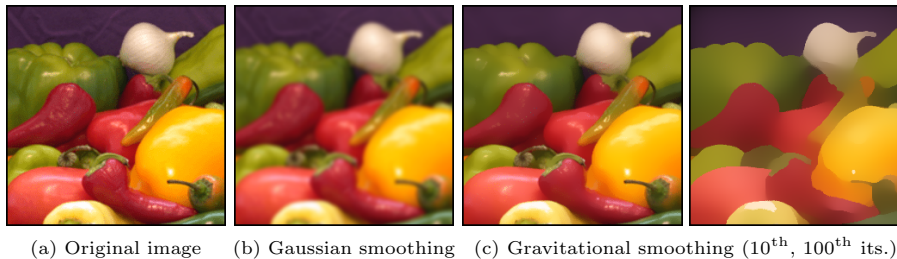 (a) Original image (b) Gaussian smoothing (c) Gravitational smoothing (10th, 100th its.)